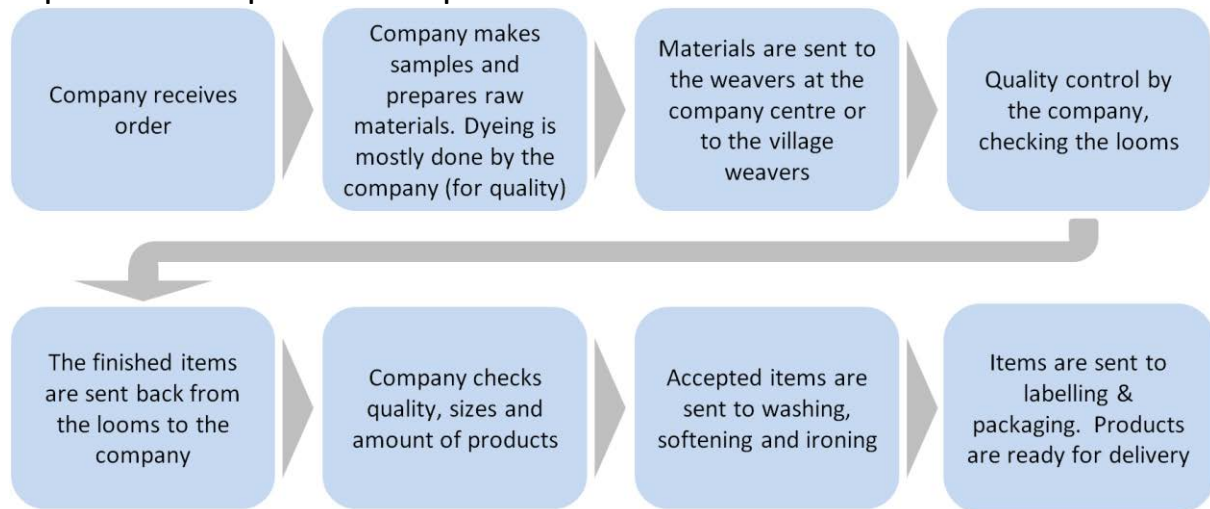 Company receives
order
Company makes
samples and
prepares raw
materials. Dyeing is
mostly done by the
company (for quality)
Materials are sent to
the weavers at the
company centre or
to the village
weavers
Quality control by
the company,
checking the looms
The finished items
are sent back from
the looms to the
company
Company checks
quality, sizes and
amount of products
Accepted items are
sent to washing,
softening and ironing
Items are sent to
labelling &
packaging. Products
are ready for delivery